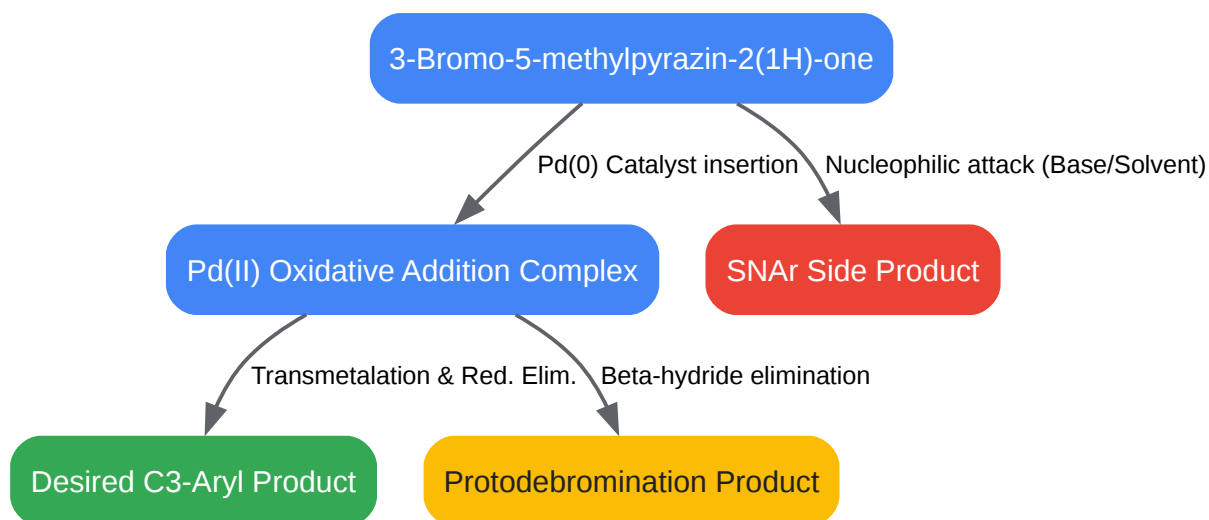 3-Bromo-5-methylpyrazin-2(1H)-one
Pd(0) Catalyst insertion
Nucleophilic attack (Base/Solvent)
Pd(II) Oxidative Addition Complex
SNAr Side Product
Transmetalation & Red. Elim.
Beta-hydride elimination
Desired C3-Aryl Product
Protodebromination Product